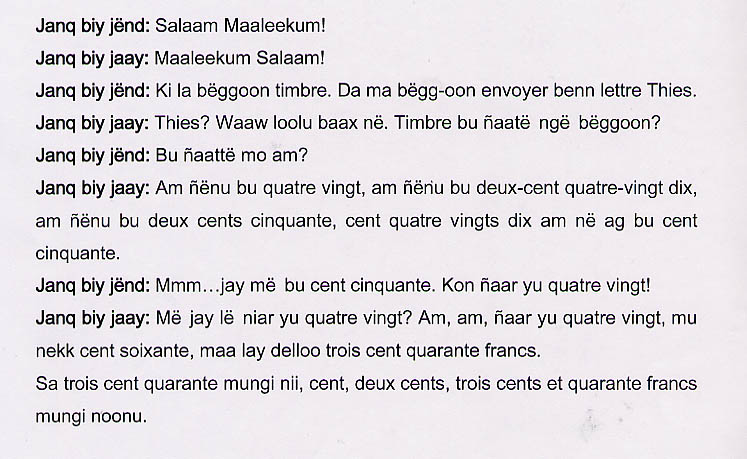 Janq biy jënd: Salaam Maaleekum!
Janq biy jaay: Maaleekum Salaam!
Janq biy jënd: Ki la bëggoon timbre. Da ma bëgg-oon envoyer benn lettre Thies.
Janq biy jaay: Thies? Waaw loolu baax në. Timbre bu ñaatë ngë bëggoon?
Janq biy jënd: Bu ñaattë mo am?
Janq biy jaay: Am ñënu bu quatre vingt, am ñënu bu deux-cent quatre-vingt dix,
am ñënu bu deux cents cinquante, cent quatre vingts dix am në ag bu cent
cinquante.
Janq biy jënd: Mmm…jay më bu cent cinquante. Kon ñaar yu quatre vingt!
Janq biy jaay: Më jay lë niar yu quatre vingt? Am, am, ñaar yu quatre vingt, mu
nekk cent soixante, maa lay delloo trois cent quarante francs.
Sa trois cent quarante mungi nii, cent, deux cents, trois cents et quarante francs
mungi noonu.